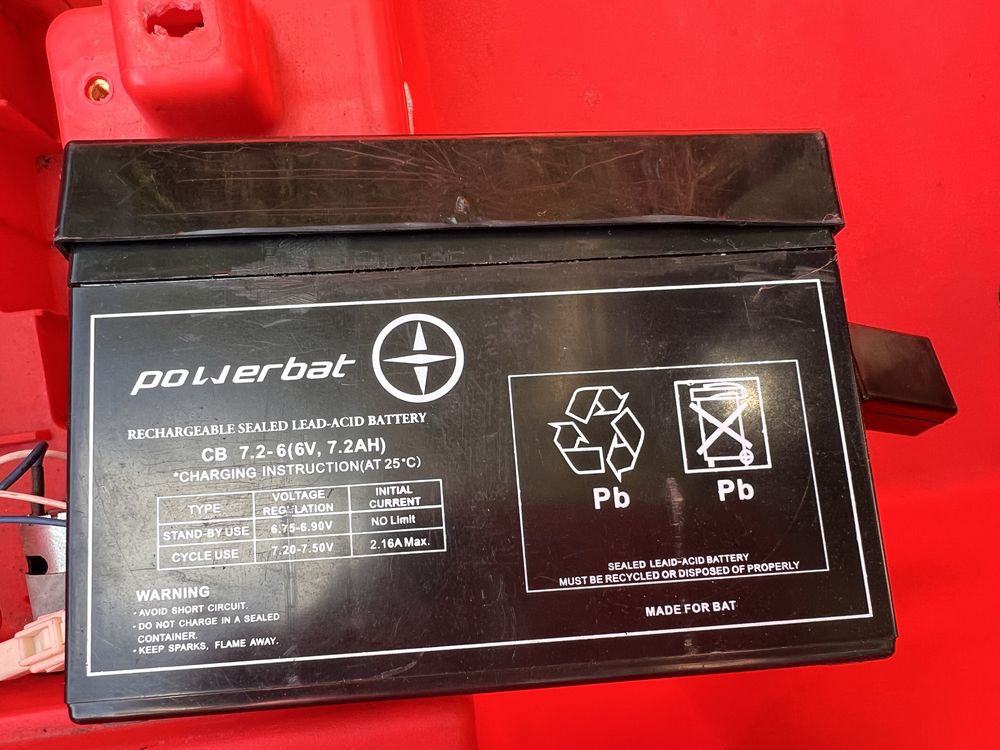 powerbat
RECHARGEABLE SEALED LEAD-ACID BATTERY
CB 7.2-6(6V, 7.2AH)
*CHARGING INSTRUCTION(AT 25°C)
TYPE VOLTAGE REGULATION INITIAL CURRENT
STAND-BY USE 6.75-6.90V NO Limit
CYCLE USE 7.20-7.50V 2.16A Max.
WARNING
• AVOID SHORT CIRCUIT.
• DO NOT CHARGE IN A SEALED
CONTAINER.
• KEEP SPARKS, FLAME AWAY.
Pb Pb
SEALED LEAID-ACID BATTERY
MUST BE RECYCLED OR DISPOSED OF PROPERLY
MADE FOR BAT